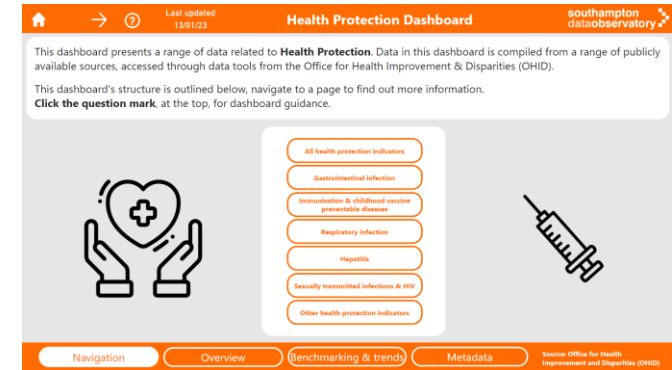 Last updated
13/01/23
Health Protection Dashboard
southampton
dataobservatory
This dashboard presents a range of data related to Health Protection. Data in this dashboard is compiled from a range of publicly
available sources, accessed through data tools from the Office for Health Improvement & Disparities (OHID).
This dashboard's structure is outlined below, navigate to a page to find out more information.
Click the question mark, at the top, for dashboard guidance.
All health protection indicators
Gastrointestinal infection
Immunisation & childhood vaccine
preventable diseases
Respiratory infection
Hepatitis
Sexually transmitted infections & HIV
Other health protection indicators
Navigation
Overview
Benchmarking & trends
Metadata
Source: Office for Health
Improvement and Disparities (OHID)